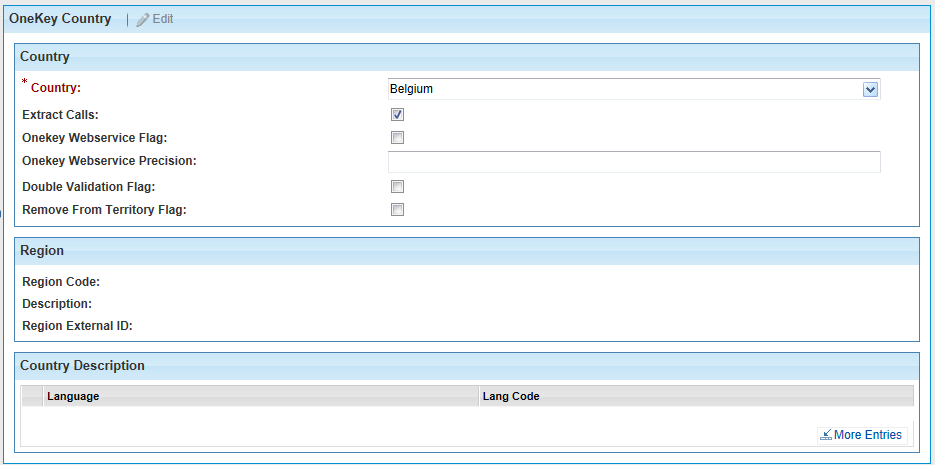 OneKey Country | Edit
Country
* Country: Belgium
Extract Calls:
Onekey Webservice Flag:
Onekey Webservice Precision:
Double Validation Flag:
Remove From Territory Flag:
Region
Region Code:
Description:
Region External ID:
Country Description
Language Lang Code
More Entries